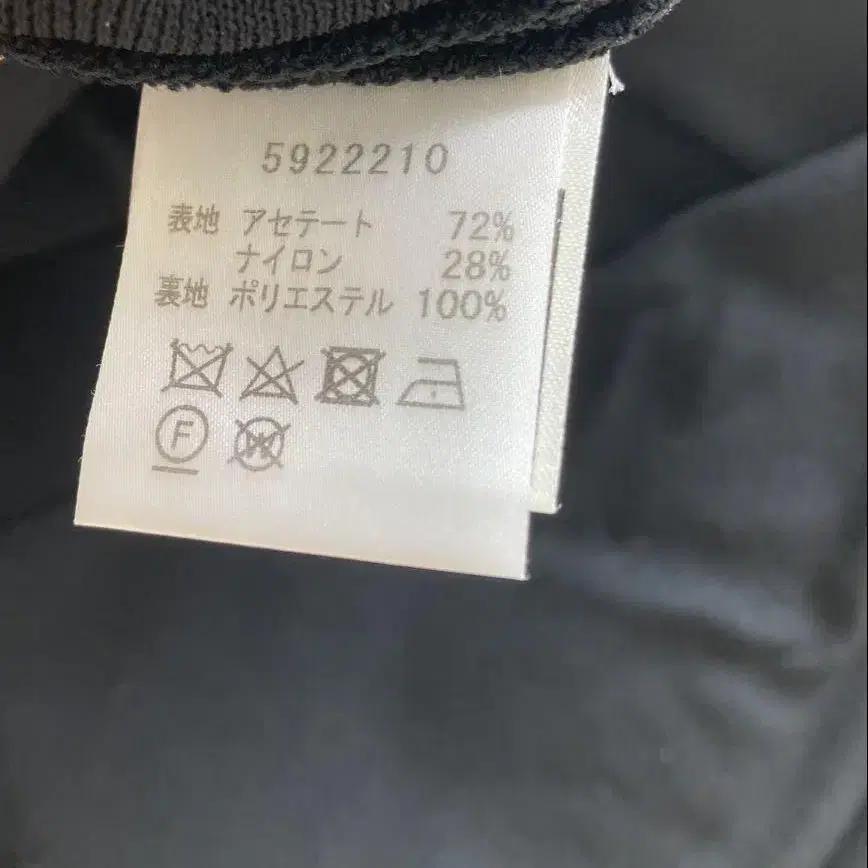 5922210
表地 アセテート 72%
ナイロン 28%
裏地 ポリエステル 100%
F
W